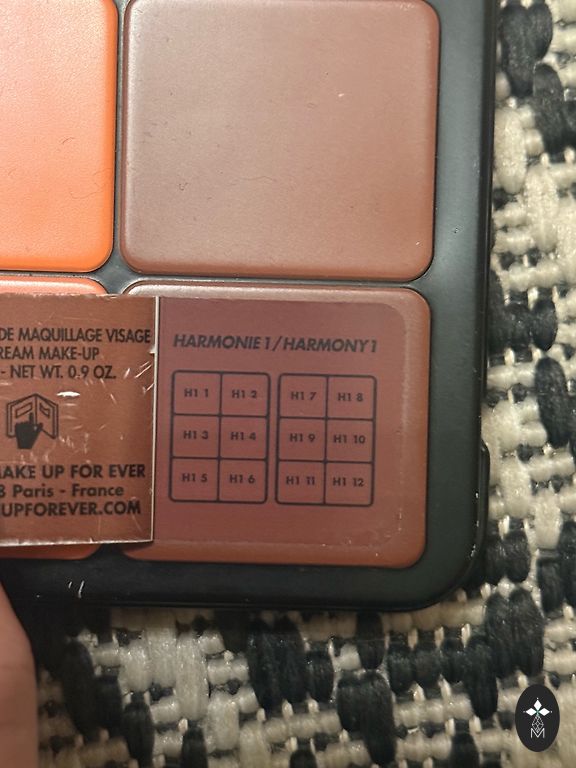 DE MAQUILLAGE VISAGE
REAM MAKE-UP
- NET WT. 0.9 OZ.
AKE UP FOR EVER
8 Paris - France
UPFOREVER.COM
HARMONIE 1 / HARMONY 1
H1 1 H1 2 H1 7 H1 8
H1 3 H1 4 H1 9 H1 10
H1 5 H1 6 H1 11 H1 12
M